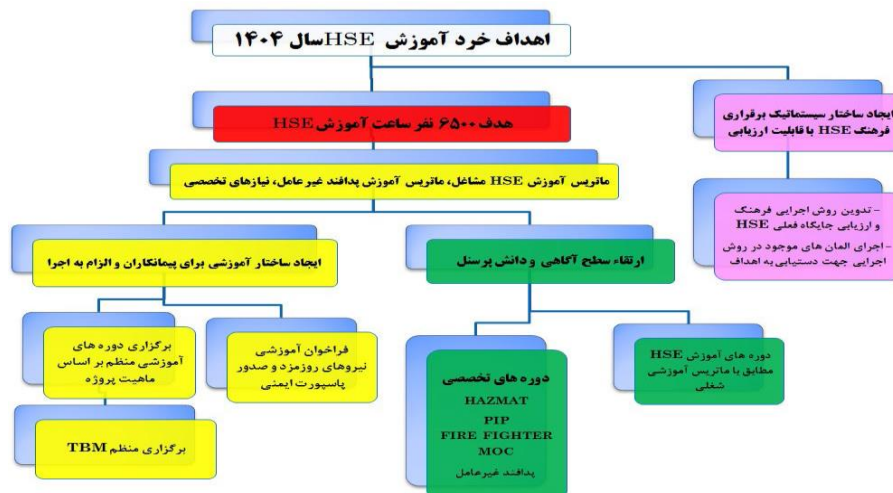 اهداف خرد آموزش HSE سال ۱۴۰۴
ایجاد ساختار سیستماتیک برقراری
فرهنگ HSE با قابلیت ارزیابی
هدف ۶۵۰۰ نفر ساعت آموزش HSE
ماتریس آموزش HSE مشاغل، ماتریس آموزش پدافند غیر عامل، نیازهای تخصصی
- تدوین روش اجرایی فرهنگ
و ارزیابی جایگاه فعلی HSE
- اجرای المان های موجود در روش
اجرایی جهت دستیابی به اهداف
ارتقاء سطح آگاهی و دانش پرسنل
ایجاد ساختار آموزشی برای پیمانکاران و الزام به اجرا
دوره های آموزش HSE
مطابق با ماتریس آموزشی
شغلی
دوره های تخصصی
HAZMAT
PIP
FIRE FIGHTER
MOC
پدافند غیرعامل
فراخوان آموزشی
نیروهای روزمزد و صدور
پاسپورت ایمنی
برگزاری دوره های
آموزشی منظم بر اساس
ماهیت پروژه
برگزاری منظم TBM